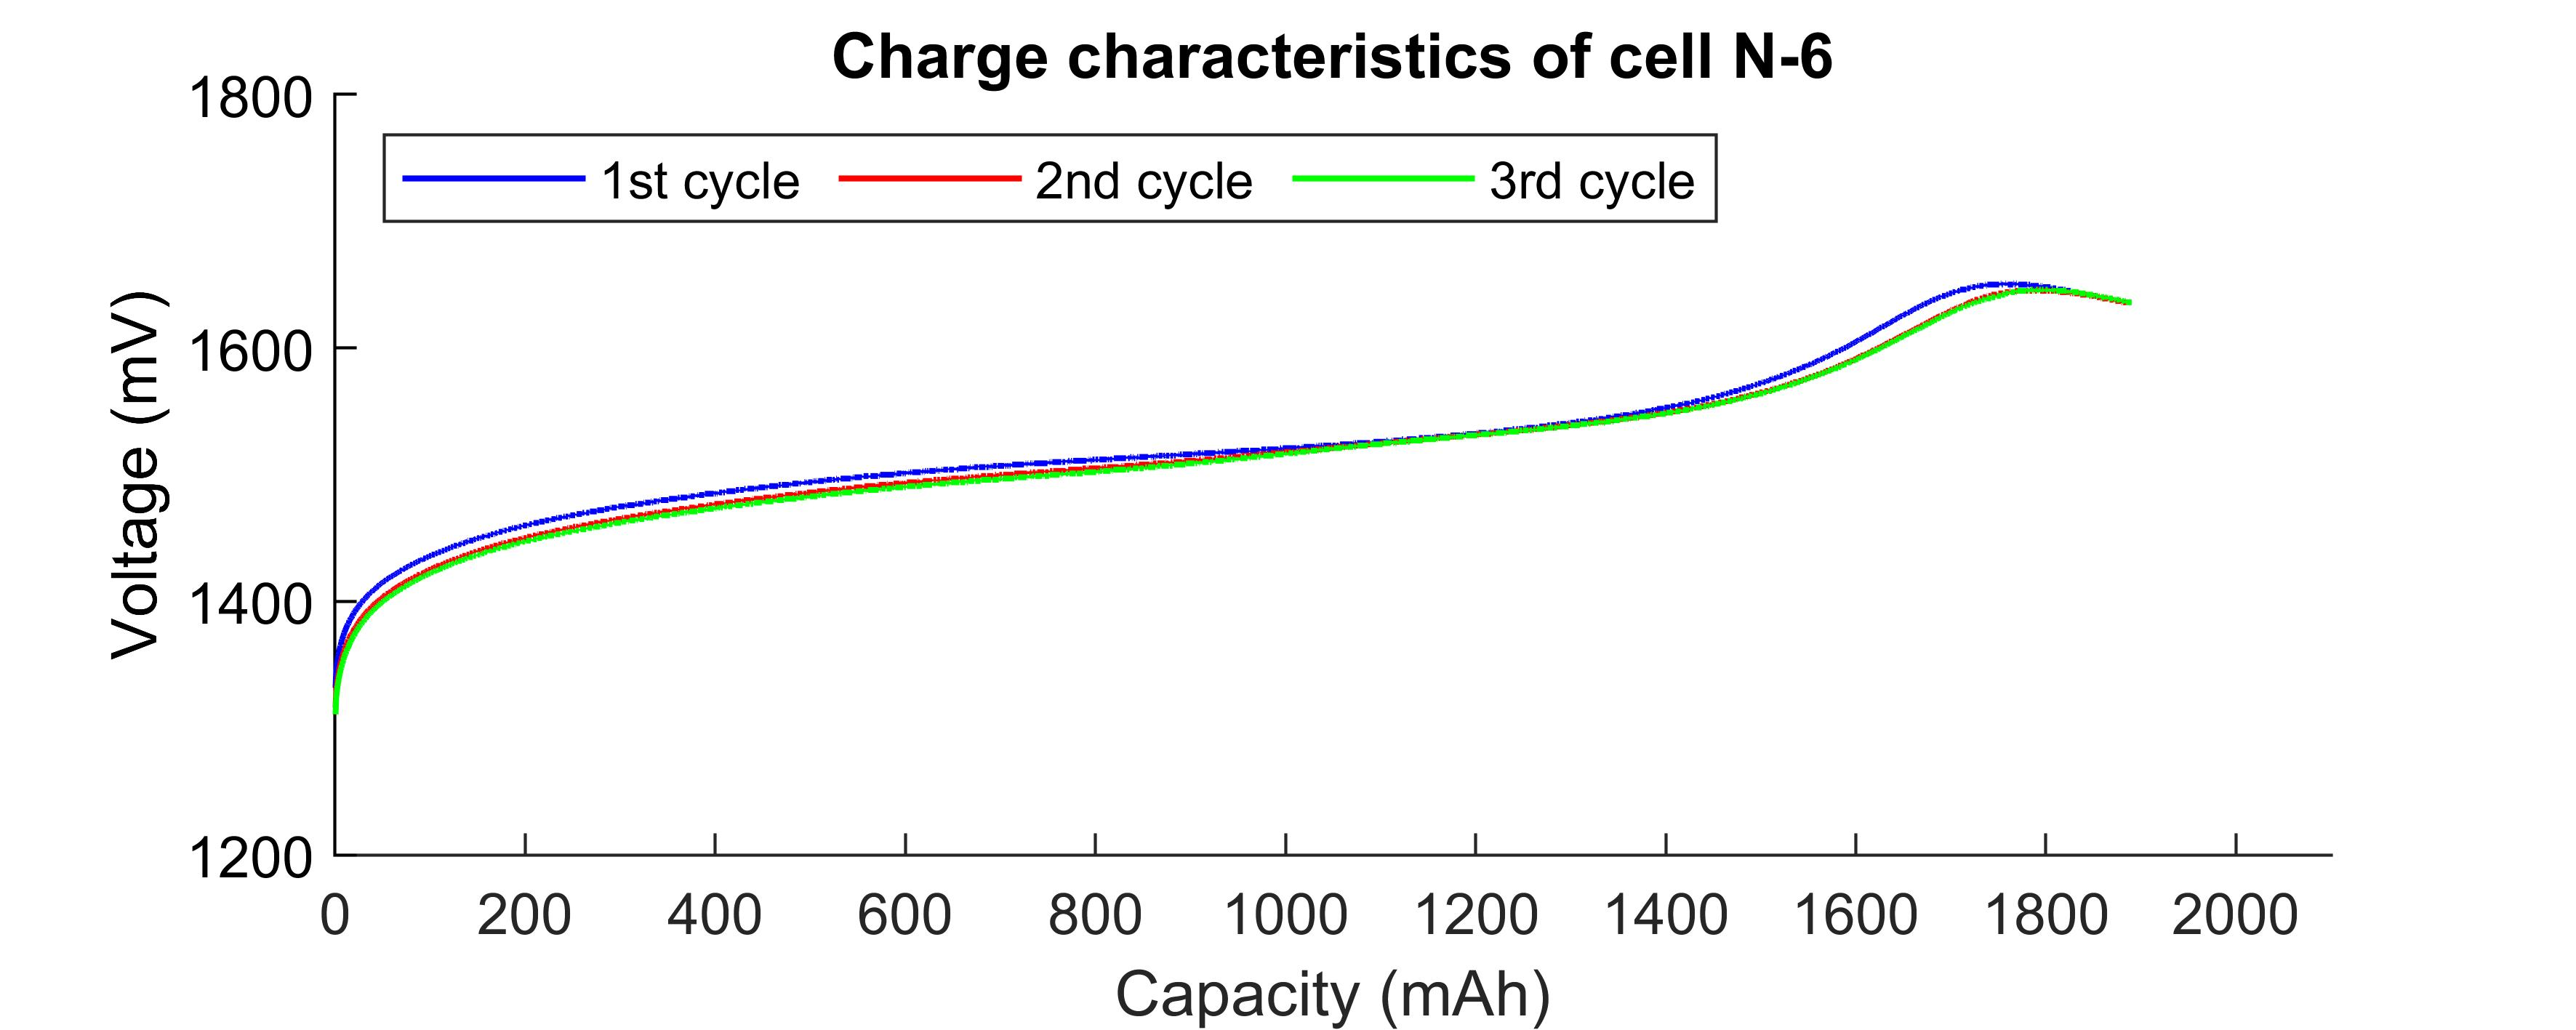 Charge characteristics of cell N-6
1800
1st cycle 2nd cycle 3rd cycle
1600
1400
1200
Voltage (mV)
0 200 400 600 800 1000 1200 1400 1600 1800 2000
Capacity (mAh)